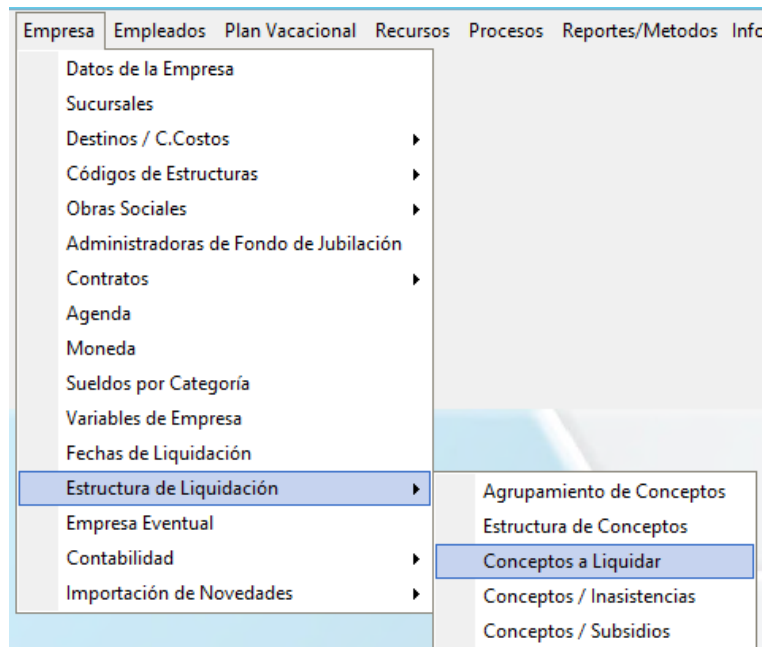 Empresa Empleados Plan Vacacional Recursos Procesos Reportes/Metodos
Datos de la Empresa
Sucursales
Destinos / C.Costos
Códigos de Estructuras
Obras Sociales
Administradoras de Fondo de Jubilación
Contratos
Agenda
Moneda
Sueldos por Categoría
Variables de Empresa
Fechas de Liquidación
Estructura de Liquidación
Empresa Eventual
Contabilidad
Importación de Novedades
Agrupamiento de Conceptos
Estructura de Conceptos
Conceptos a Liquidar
Conceptos / Inasistencias
Conceptos / Subsidios